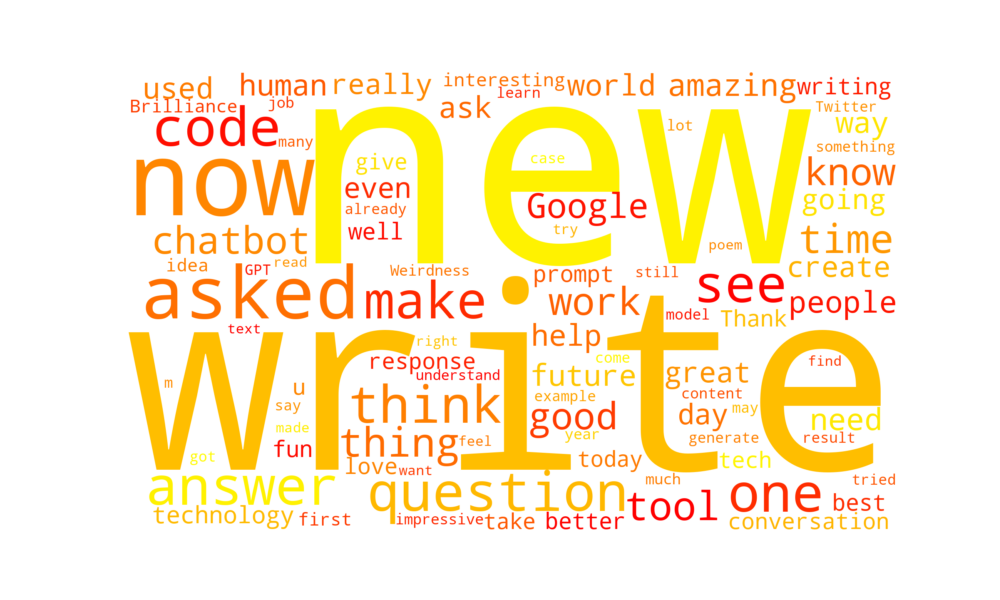 used human really interesting world amazing writing
Brilliance job learn Twitter
code many ask lot way
something
now new give case know
even Google going
already
well try
chatbot poem time
idea GPT read Weirdness prompt still create
asked make work see people
model Thank
text help
write right
response come find
understand
m u future great
say think example content
made good day may need
fun thing feel year generate result
got love want today tech
answer question much tool one best tried
technology first impressive take better conversation